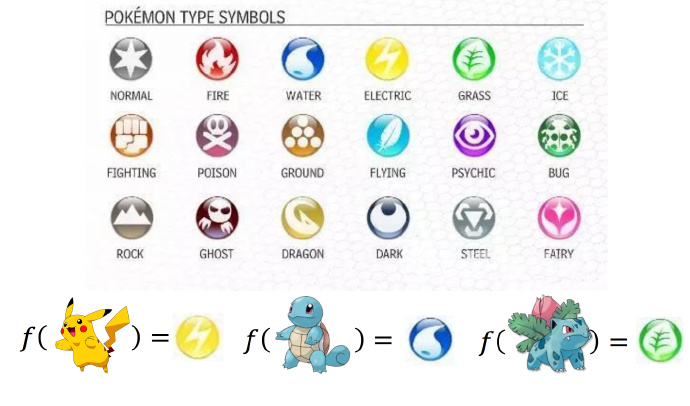 POKÉMON TYPE SYMBOLS
NORMAL FIRE WATER ELECTRIC GRASS ICE
FIGHTING POISON GROUND FLYING PSYCHIC BUG
ROCK GHOST DRAGON DARK STEEL FAIRY
f( ) = f( ) = f( ) =